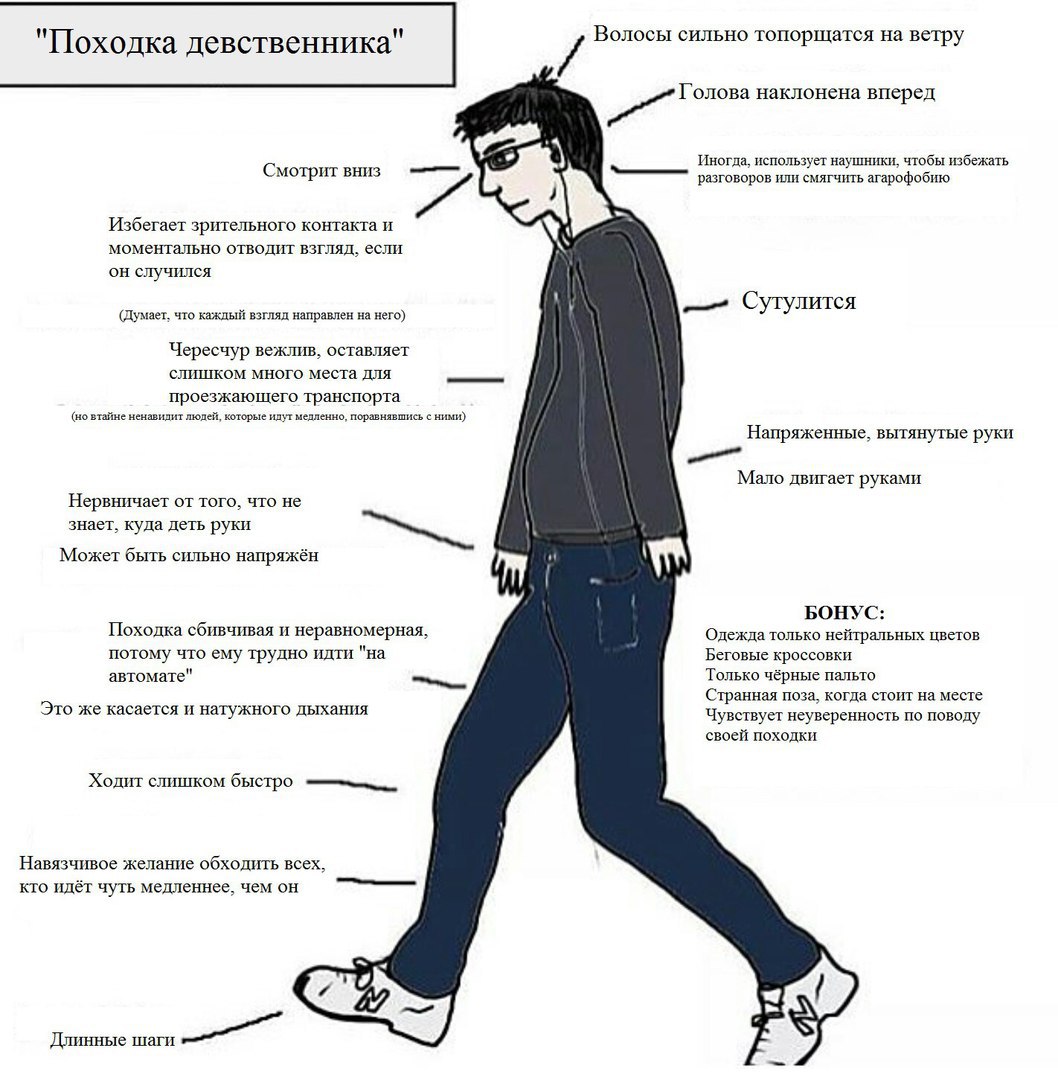 "Походка девственника"
Волосы сильно топорщатся на ветру
Голова наклонена вперед
Смотрит вниз
Иногда, использует наушники, чтобы избежать
разговоров или смягчить агарофобию
Избегает зрительного контакта и
моментально отводит взгляд, если
он случился
(Думает, что каждый взгляд направлен на него)
Сутулится
Чересчур вежлив, оставляет
слишком много места для
проезжающего транспорта
(но втайне ненавидит людей, которые идут медленно, поравнявшись с ними)
Напряженные, вытянутые руки
Мало двигает руками
Нервничает от того, что не
знает, куда деть руки
Может быть сильно напряжён
Походка сбивчивая и неравномерная,
потому что ему трудно идти "на
автомате"
Это же касается и натужного дыхания
БОНУС:
Одежда только нейтральных цветов
Беговые кроссовки
Только чёрные пальто
Странная поза, когда стоит на месте
Чувствует неуверенность по поводу
своей походки
Ходит слишком быстро
Навязчивое желание обходить всех,
кто идёт чуть медленнее, чем он
Длинные шаги
N
N